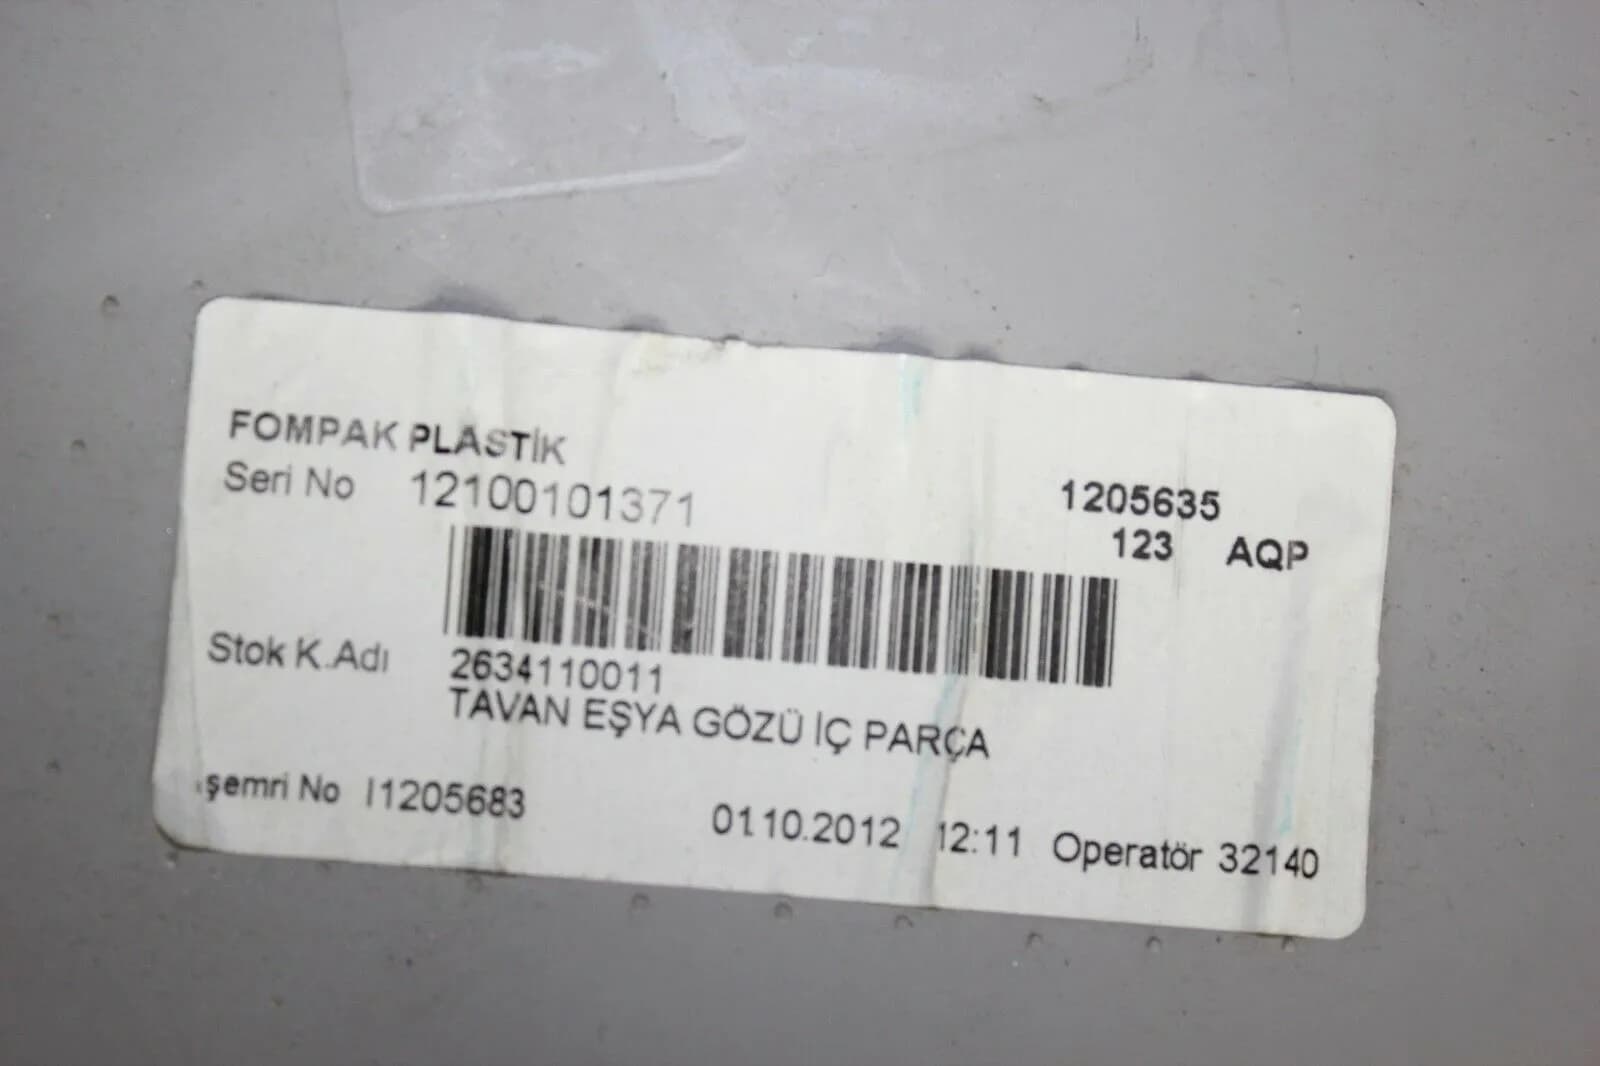 FOMPAK PLASTİK
Seri No 12100101371 1205635
123 AQP
Stok K.Adı 2634110011
TAVAN EŞYA GÖZÜ İÇ PARÇA
şemri No I1205683 01.10.2012 12:11 Operatör 32140